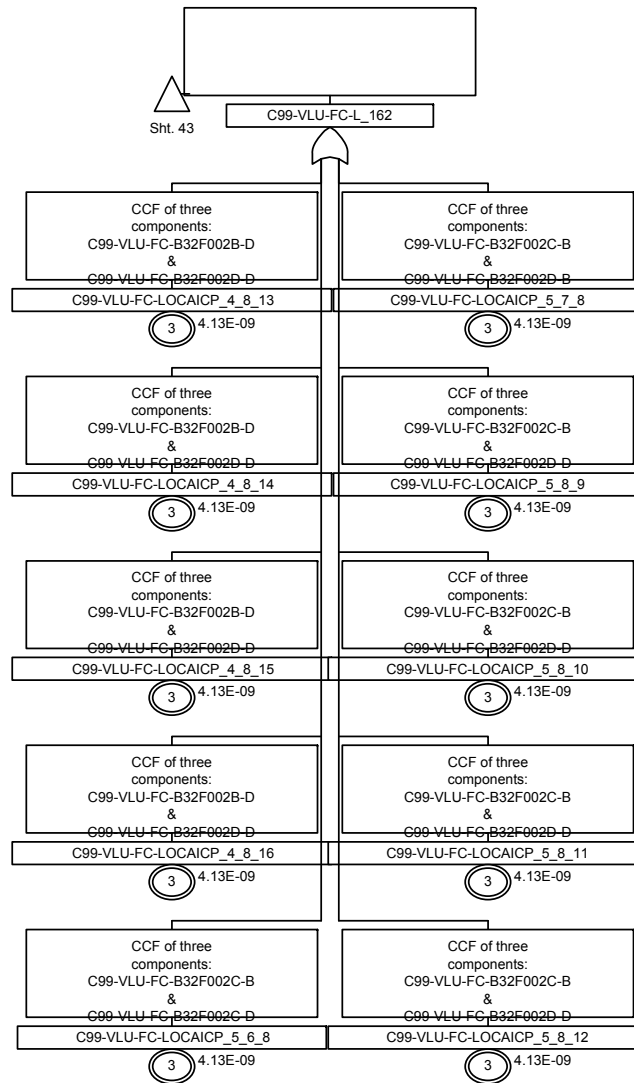 C99-VLU-FC-L_162
Sht. 43
CCF of three
components:
C99-VLU-FC-B32F002B-D
&
C99-VLU-FC-B32F002D-D
C99-VLU-FC-LOCAICP_4_8_13
3
4.13E-09
CCF of three
components:
C99-VLU-FC-B32F002C-B
&
C99-VLU-FC-B32F002D-B
C99-VLU-FC-LOCAICP_5_7_8
3
4.13E-09
CCF of three
components:
C99-VLU-FC-B32F002B-D
&
C99-VLU-FC-B32F002D-D
C99-VLU-FC-LOCAICP_4_8_14
3
4.13E-09
CCF of three
components:
C99-VLU-FC-B32F002C-B
&
C99-VLU-FC-B32F002D-D
C99-VLU-FC-LOCAICP_5_8_9
3
4.13E-09
CCF of three
components:
C99-VLU-FC-B32F002B-D
&
C99-VLU-FC-B32F002D-D
C99-VLU-FC-LOCAICP_4_8_15
3
4.13E-09
CCF of three
components:
C99-VLU-FC-B32F002C-B
&
C99-VLU-FC-B32F002D-D
C99-VLU-FC-LOCAICP_5_8_10
3
4.13E-09
CCF of three
components:
C99-VLU-FC-B32F002B-D
&
C99-VLU-FC-B32F002D-D
C99-VLU-FC-LOCAICP_4_8_16
3
4.13E-09
CCF of three
components:
C99-VLU-FC-B32F002C-B
&
C99-VLU-FC-B32F002D-D
C99-VLU-FC-LOCAICP_5_8_11
3
4.13E-09
CCF of three
components:
C99-VLU-FC-B32F002C-B
&
C99-VLU-FC-B32F002C-D
C99-VLU-FC-LOCAICP_5_6_8
3
4.13E-09
CCF of three
components:
C99-VLU-FC-B32F002C-B
&
C99-VLU-FC-B32F002D-D
C99-VLU-FC-LOCAICP_5_8_12
3
4.13E-09